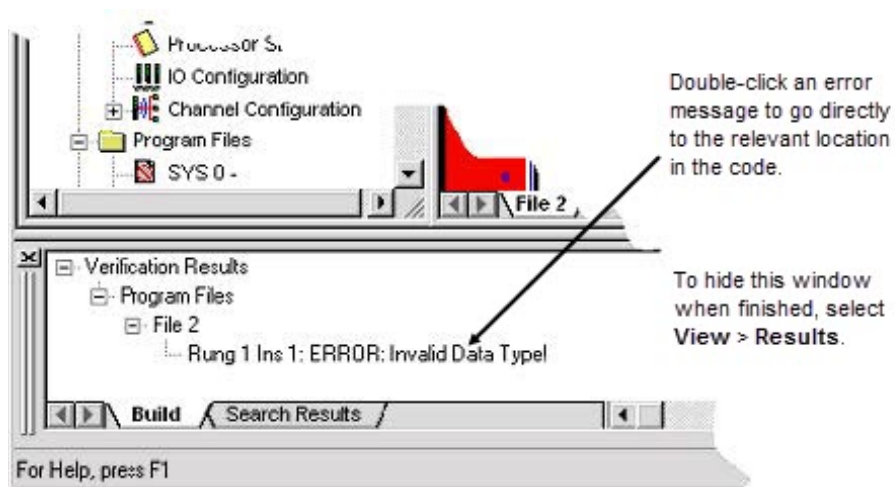 Processor
IO Configuration
Channel Configuration
Program Files
SYS 0 -
File 2
Double-click an error
message to go directly
to the relevant location
in the code.
Verification Results
Program Files
File 2
Rung 1 Ins 1: ERROR: Invalid Data Type!
Build
Search Results
To hide this window
when finished, select
View > Results.
For Help, press F1